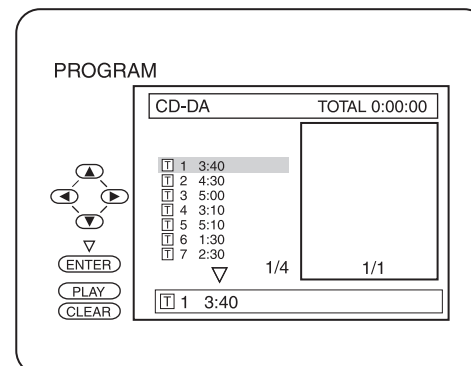 PROGRAM
CD-DA TOTAL 0:00:00
T 1 3:40
T 2 4:30
T 3 5:00
T 4 3:10
T 5 5:10
T 6 1:30
T 7 2:30
1/4 1/1
T 1 3:40
ENTER
PLAY
CLEAR